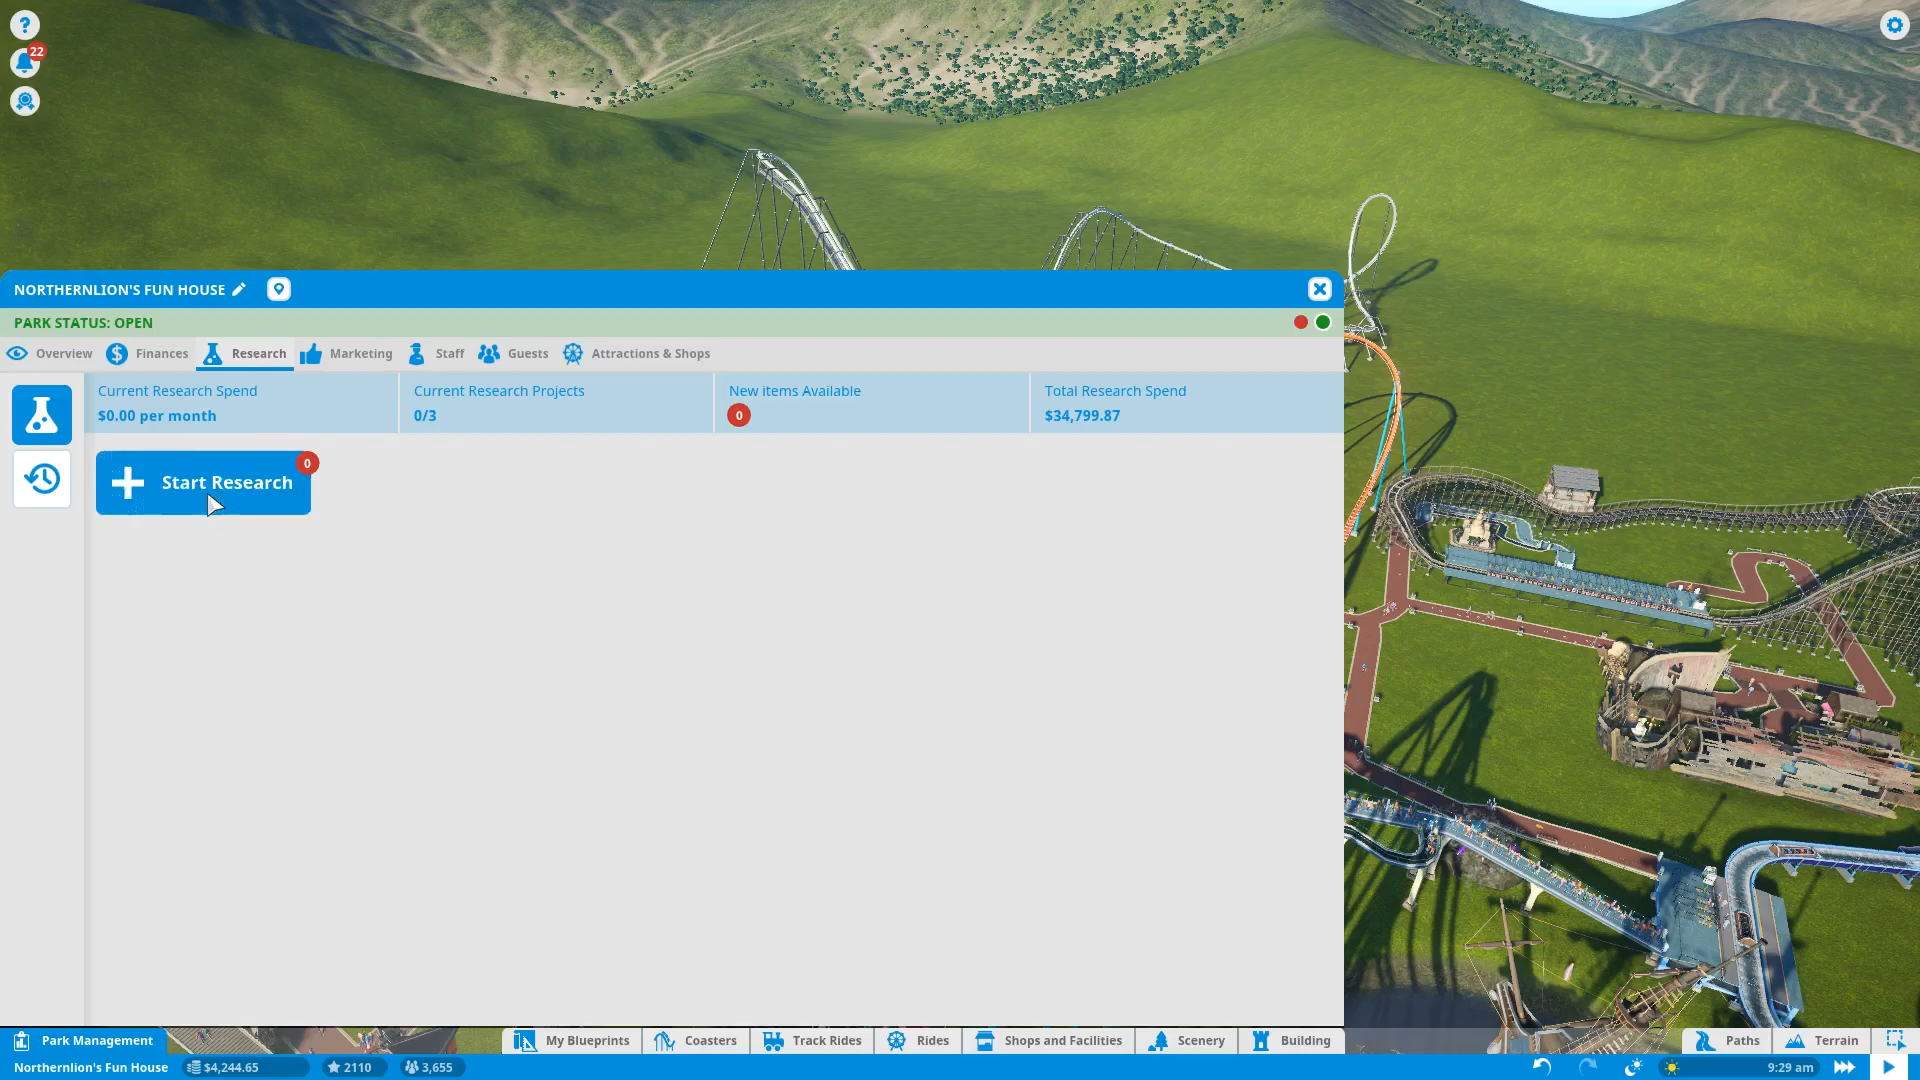 ?
22
NORTHERNLION'S FUN HOUSE
PARK STATUS: OPEN
Overview
Finances
Research
Marketing
Staff
Guests
Attractions & Shops
Current Research Spend
$0.00 per month
Current Research Projects
0/3
New items Available
0
Total Research Spend
$34,799.87
Start Research
0
Park Management
My Blueprints
Coasters
Track Rides
Rides
Shops and Facilities
Scenery
Building
Paths
Terrain
Northernlion's Fun House
$4,244.65
2110
3,655
9:29 am